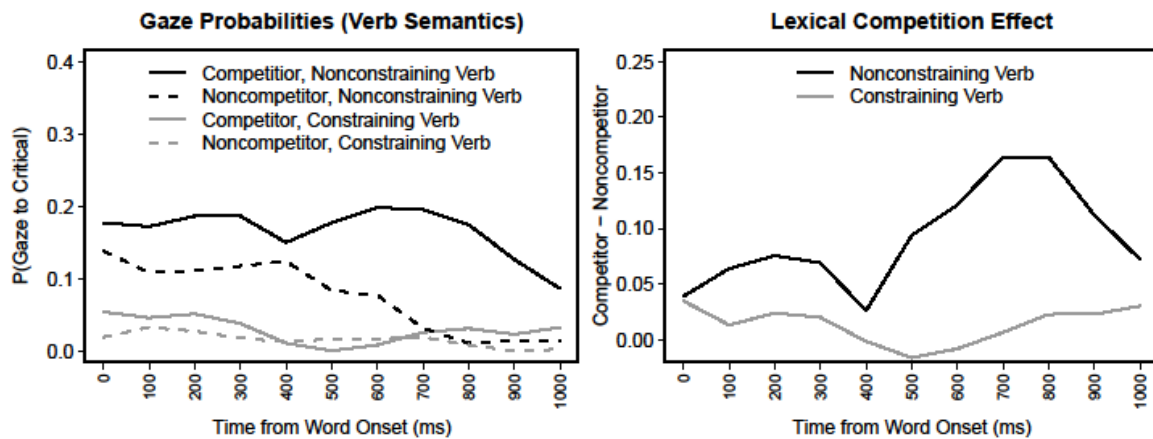 Gaze Probabilities (Verb Semantics)
P(Gaze to Critical)
0.4
0.3
0.2
0.1
0.0
Competitior, Nonconstraining Verb
Noncompetitor, Nonconstraining Verb
Competitor, Constraining Verb
Noncompetitor, Constraining Verb
0
100
200
300
400
500
600
700
800
900
1000
Time from Word Onset (ms)
Lexical Competition Effect
Competitor − Noncompetitor
0.25
0.20
0.15
0.10
0.05
0.00
Nonconstraining Verb
Constraining Verb
0
100
200
300
400
500
600
700
800
900
1000
Time from Word Onset (ms)